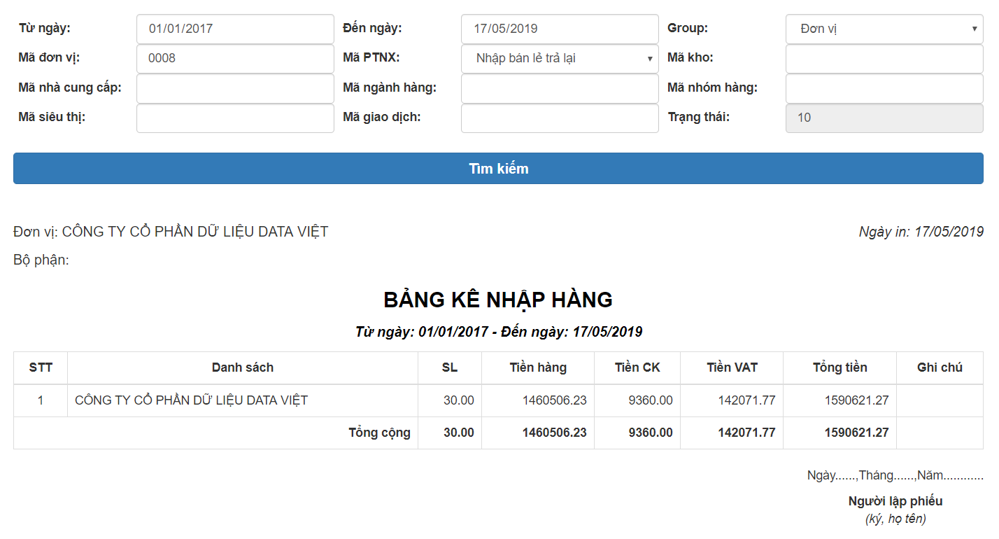 Từ ngày: 01/01/2017 Đến ngày: 17/05/2019 Group: Đơn vị
Mã đơn vị: 0008 Mã PTNX: Nhập bán lẻ trả lại Mã kho:
Mã nhà cung cấp: Mã ngành hàng: Mã nhóm hàng:
Mã siêu thị: Mã giao dịch: Trạng thái: 10
Tìm kiếm
Đơn vị: CÔNG TY CỔ PHẦN DỮ LIỆU DATA VIỆT Ngày in: 17/05/2019
Bộ phận:
BẢNG KÊ NHẬP HÀNG
Từ ngày: 01/01/2017 - Đến ngày: 17/05/2019
STT Danh sách SL Tiền hàng Tiền CK Tiền VAT Tổng tiền Ghi chú
1 CÔNG TY CỔ PHẦN DỮ LIỆU DATA VIỆT 30.00 1460506.23 9360.00 142071.77 1590621.27
Tổng cộng 30.00 1460506.23 9360.00 142071.77 1590621.27
Ngày......,Tháng......,Năm............
Người lập phiếu
(ký, họ tên)